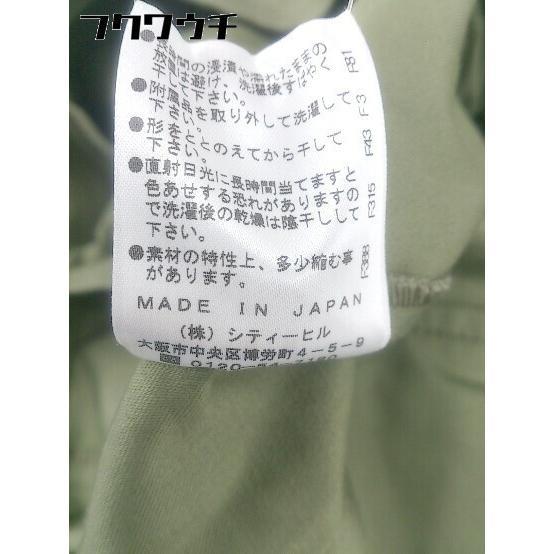 フクワウチ
●長時間の浸漬や濡れたままの
放置は避け、洗濯後すばやく
干して下さい。
F81
●附属品を取り外して洗濯して
下さい。
F3
●形をととのえてから干して
下さい。
F43
●直射日光に長時間当てますと
色あせする恐れがありますの
で洗濯後の乾燥は陰干しして
下さい。
F315
●素材の特性上、多少縮む事
があります。
MADE IN JAPAN
(株) シティーヒル
大阪市中央区博労町4-5-9